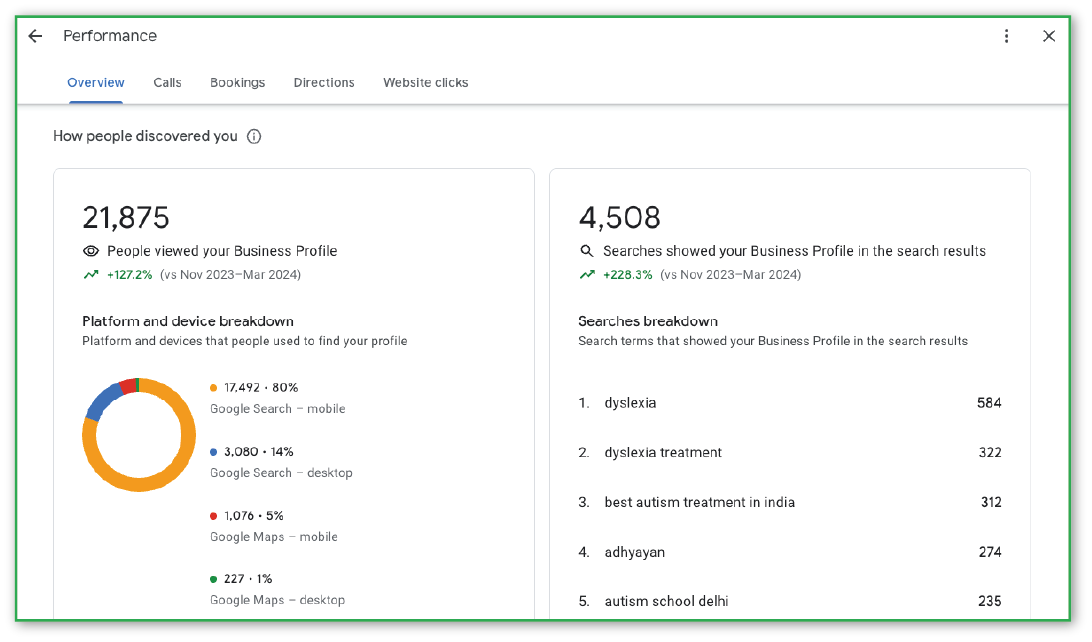 Performance
Overview Calls Bookings Directions Website clicks
How people discovered you
21,875
People viewed your Business Profile
+127.2% (vs Nov 2023–Mar 2024)
Platform and device breakdown
Platform and devices that people used to find your profile
17,492 · 80%
Google Search – mobile
3,080 · 14%
Google Search – desktop
1,076 · 5%
Google Maps – mobile
227 · 1%
Google Maps – desktop
4,508
Searches showed your Business Profile in the search results
+228.3% (vs Nov 2023–Mar 2024)
Searches breakdown
Search terms that showed your Business Profile in the search results
1. dyslexia 584
2. dyslexia treatment 322
3. best autism treatment in india 312
4. adhyayan 274
5. autism school delhi 235